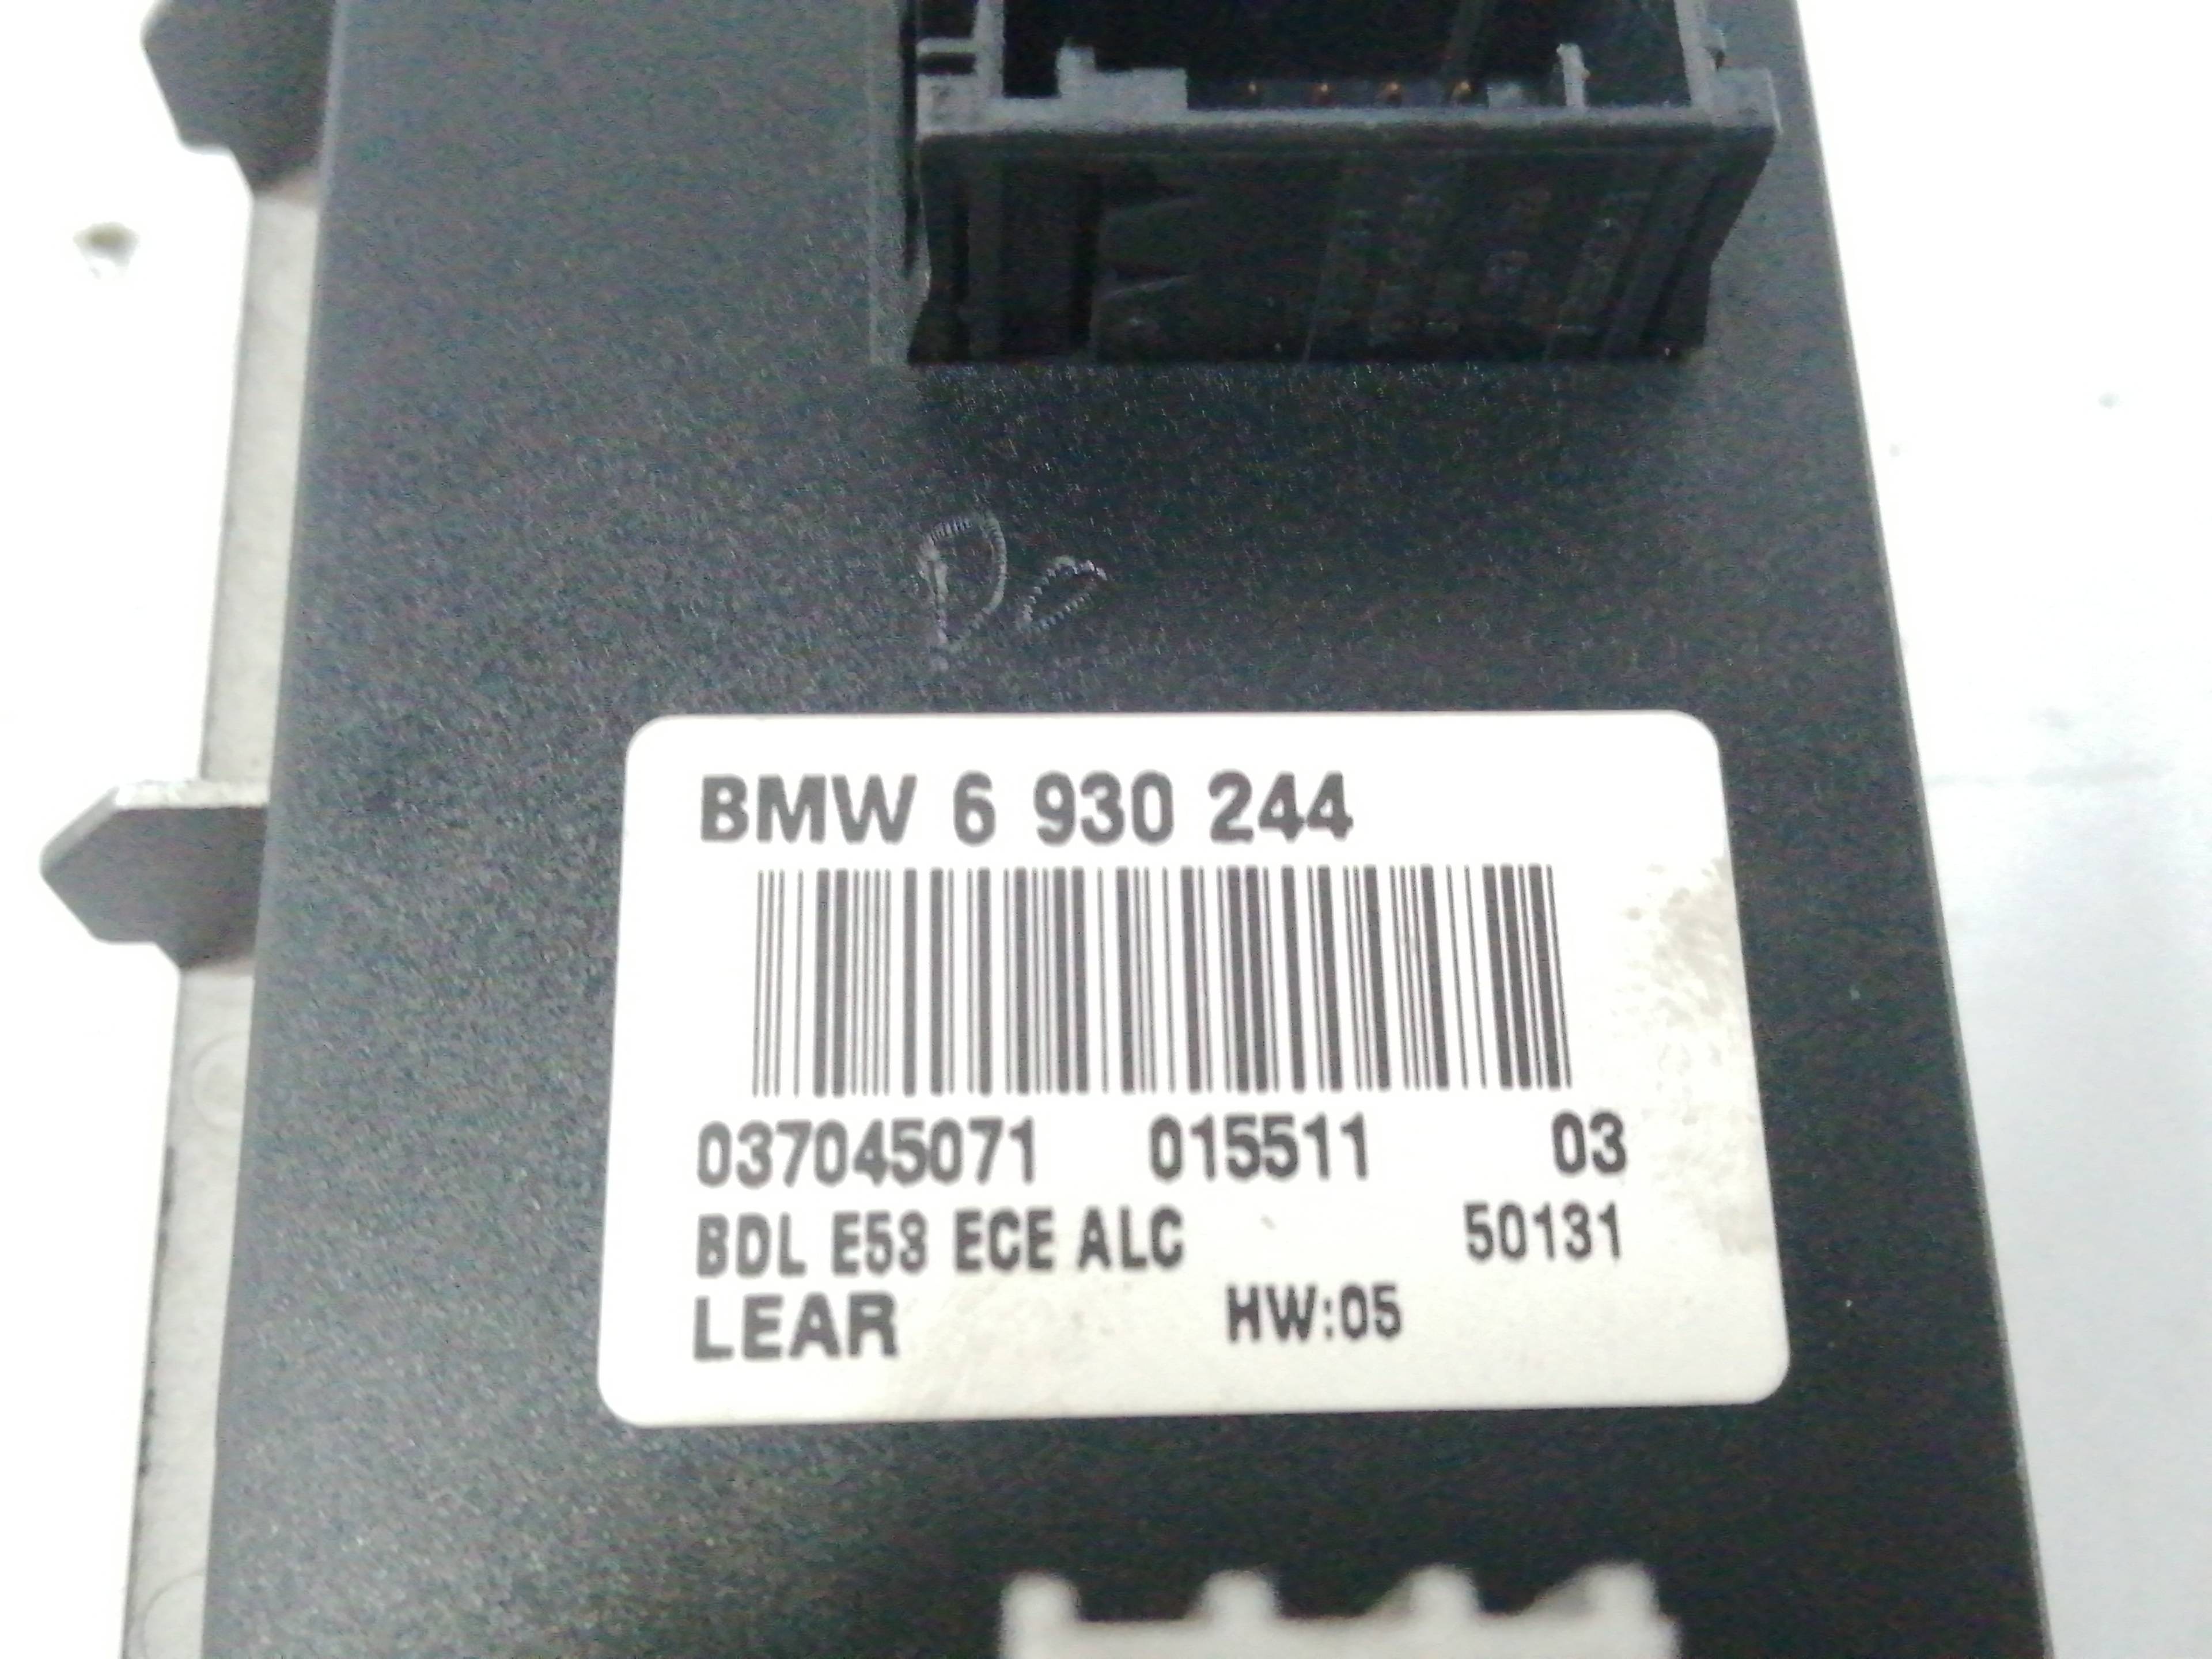 BMW 6 930 244
037045071 015511 03
BDL E53 ECE ALC 50131
LEAR HW:05